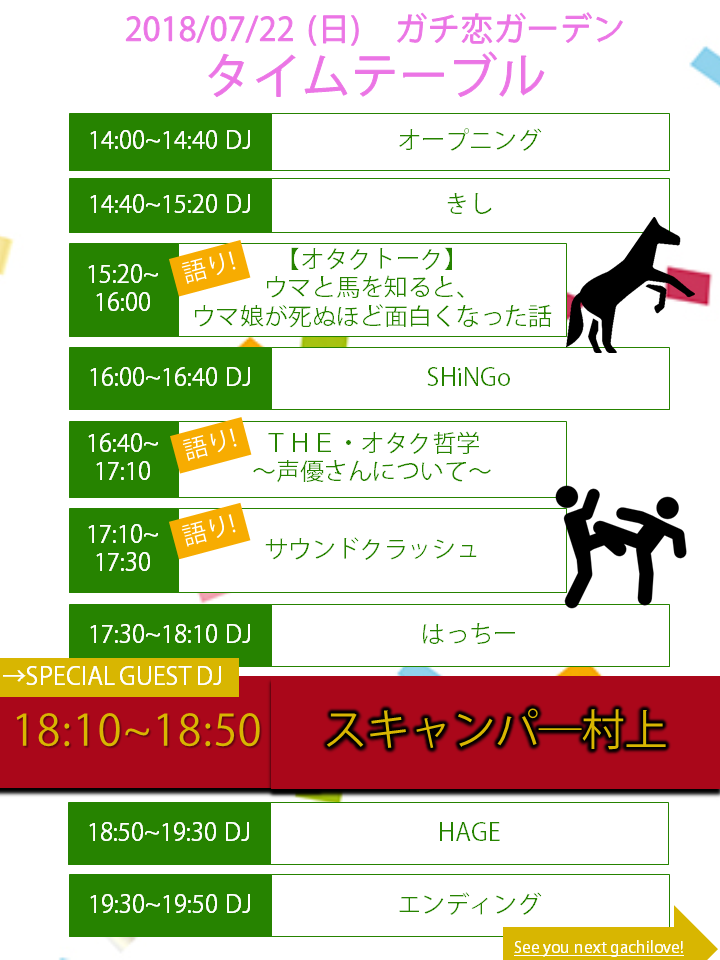 2018/07/22 (日)　ガチ恋ガーデン
タイムテーブル
14:00~14:40 DJ オープニング
14:40~15:20 DJ きし
15:20~
16:00
語り!
【オタクトーク】
ウマと馬を知ると、
ウマ娘が死ぬほど面白くなった話
16:00~16:40 DJ SHiNGo
16:40~
17:10
語り!
ＴＨＥ・オタク哲学
～声優さんについて～
17:10~
17:30
語り!
サウンドクラッシュ
17:30~18:10 DJ はっちー
→SPECIAL GUEST DJ
18:10~18:50 スキャンパ―村上
18:50~19:30 DJ HAGE
19:30~19:50 DJ エンディング
See you next gachilove!